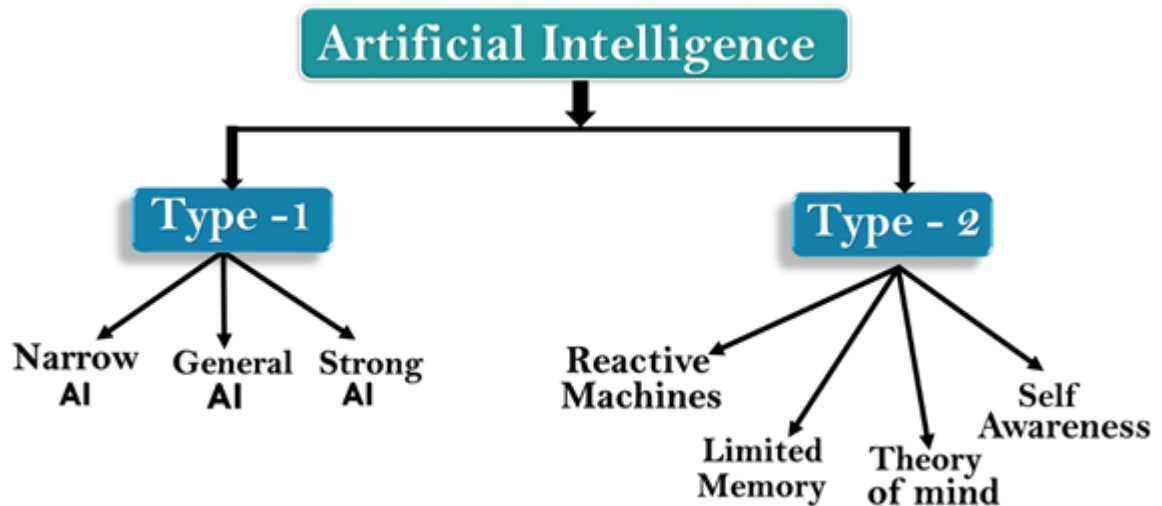 Artificial Intelligence
Type -1
Type - 2
Narrow
AI
General
AI
Strong
AI
Reactive
Machines
Limited
Memory
Theory
of mind
Self
Awareness